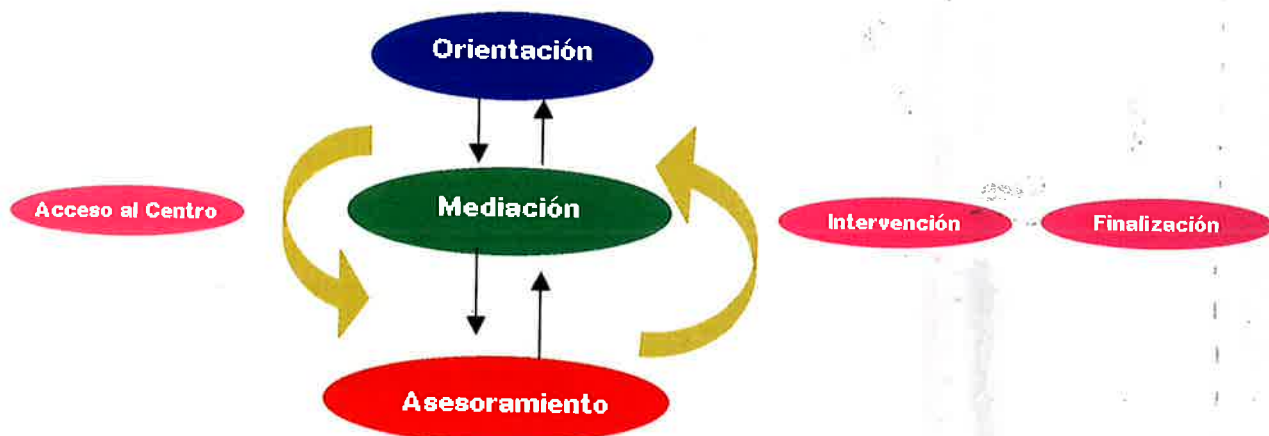 Orientación
Mediación
Acceso al Centro
Intervención
Finalización
Asesoramiento